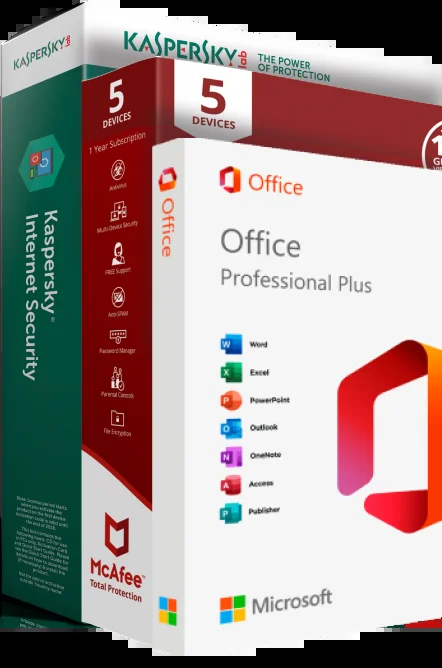 KASPERSKY lab
THE POWER
OF PROTECTION
KASPERSKY lab
Kaspersky
Internet Security
5
DEVICES
1 Year Subscription
Antivirus
Multi-Device Security
FREE Support
Anti-SPAM
Password Manager
Parental Controls
File Encryption
McAfee™
Total Protection
5
DEVICES
Office
Office
Office
Professional Plus
Word
Excel
PowerPoint
Outlook
OneNote
Access
Publisher
Microsoft